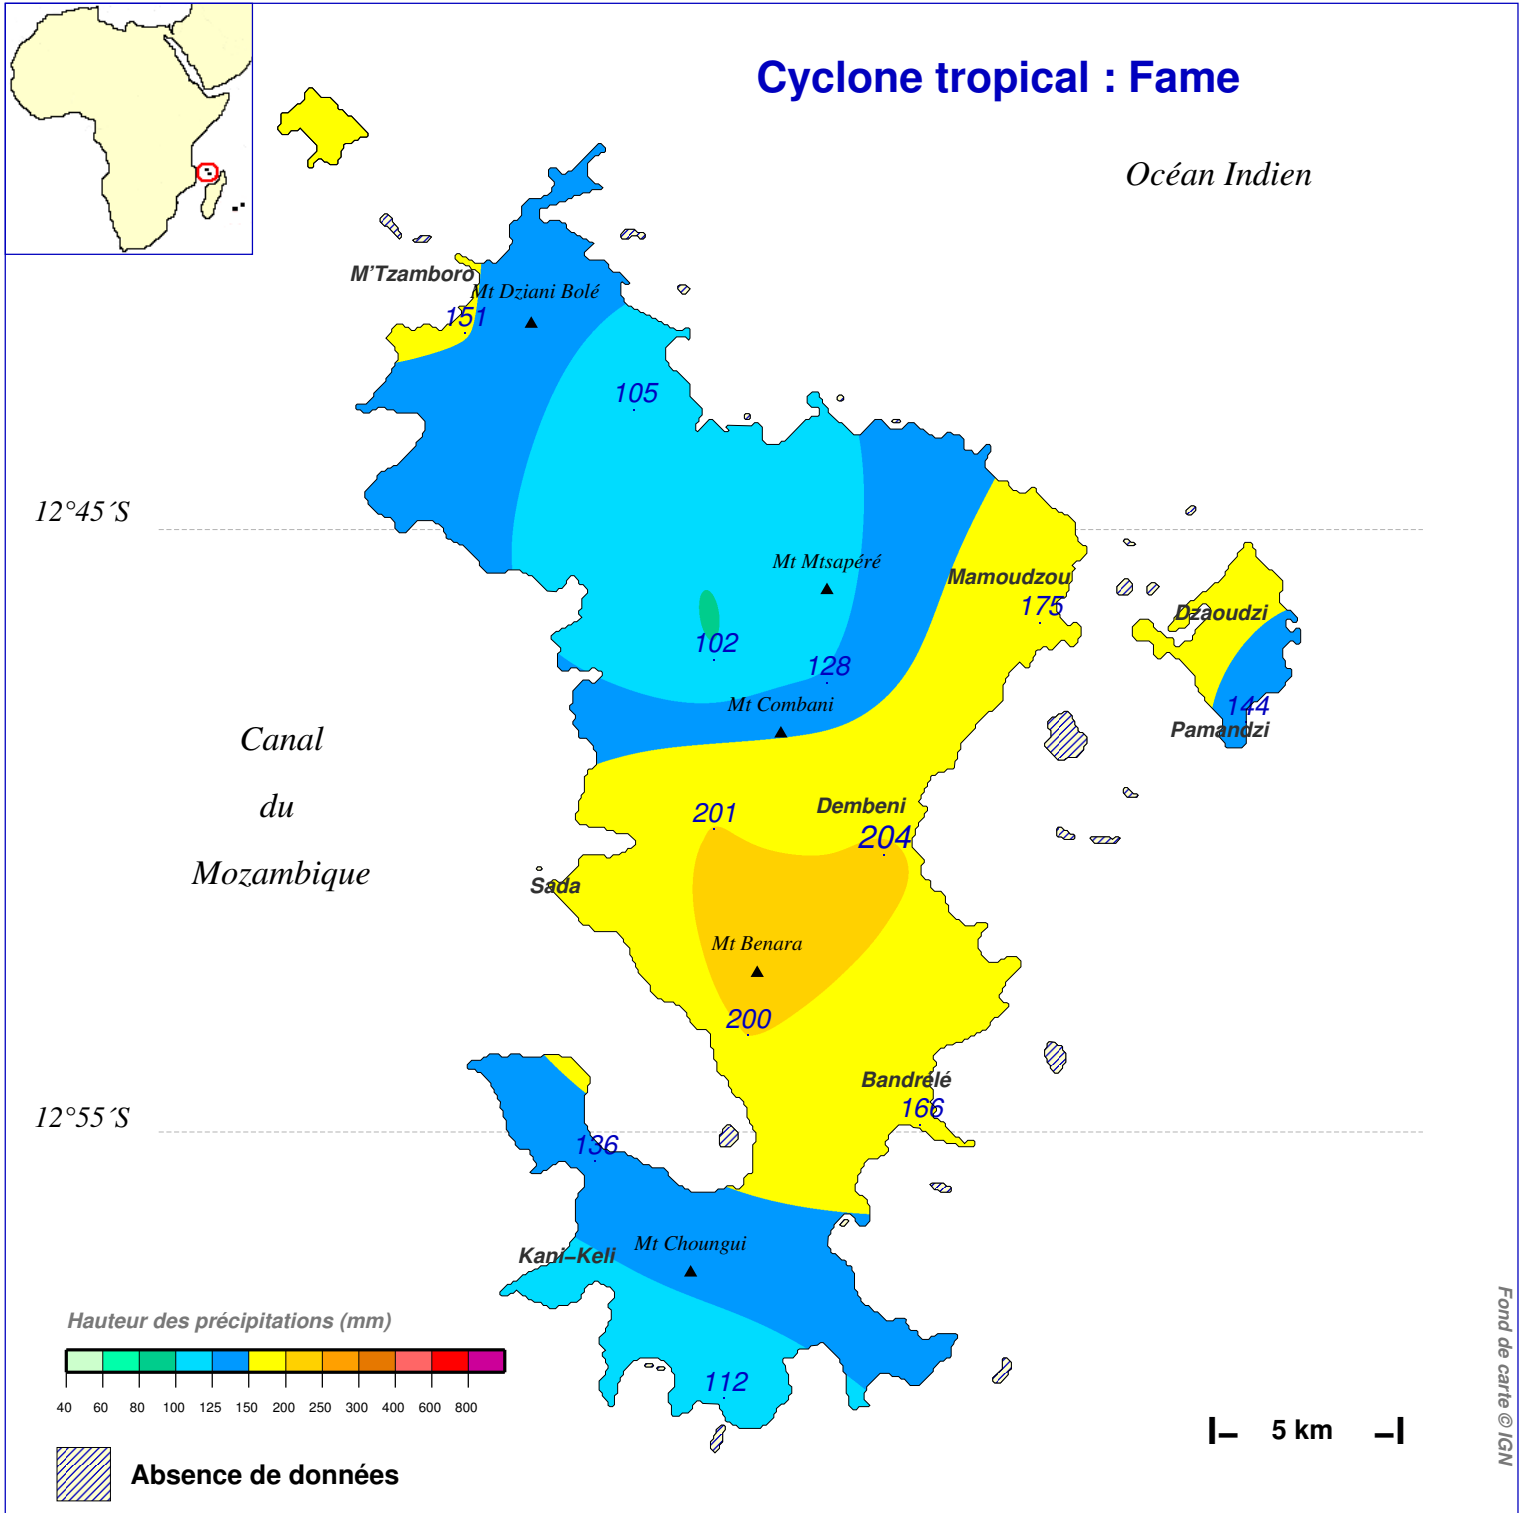 Cyclone tropical : Fame
Océan Indien
M'Tzamboro
Mt Dziani Bolé
151
105
12°45´S
Mt Mtsapéré
Mamoudzou
175
Dzaoudzi
102
128
Mt Combani
144
Pamandzi
Canal
du
Mozambique
201
Dembeni
204
Sada
Mt Benara
200
Bandrélé
166
12°55´S
136
Kani–Keli
Mt Choungui
112
Hauteur des précipitations (mm)
40 60 80 100 125 150 200 250 300 400 600 800
Absence de données
5 km
Fond de carte © IGN